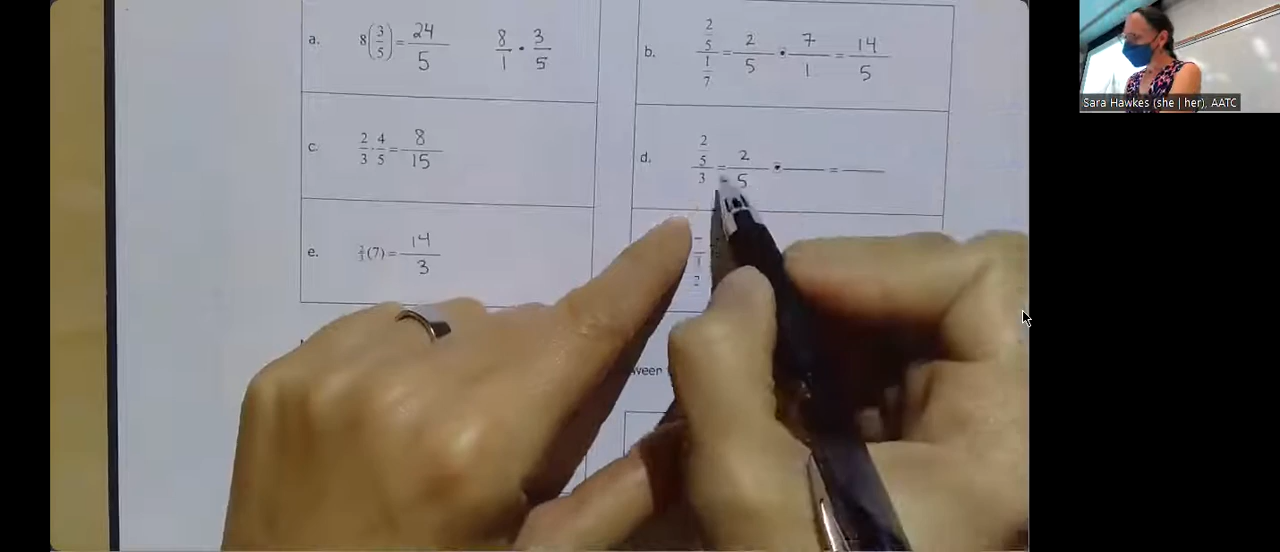 a. 8(3/5) = 24/5 8/1 • 3/5
b. 2/5 / 1/7 = 2/5 • 7/1 = 14/5
c. 2/3 · 4/5 = 8/15
d. 2/5 / 3 = 2/5 • __ = __
e. (7) = 14/3
Sara Hawkes (she | her), AATC